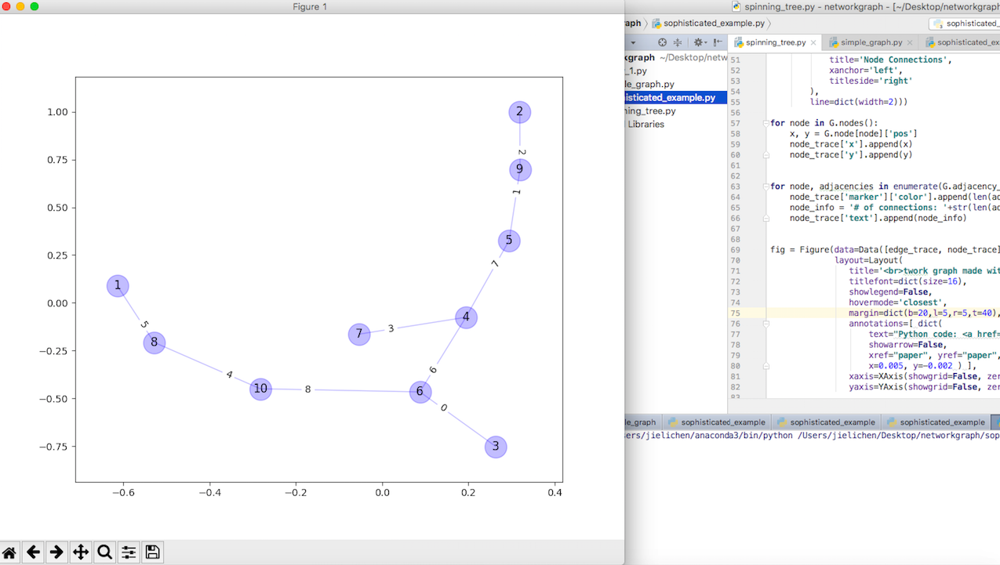 Figure 1
1.00
0.75
0.50
0.25
0.00
−0.25
−0.50
−0.75
−0.6
−0.4
−0.2
0.0
0.2
0.4
2
2
9
1
5
7
4
3
7
6
6
0
3
8
10
4
8
5
1
spinning_tree.py - networkgraph - [~/Desktop/networkgraph
aph
sophisticated_example.py
sophisticated_
spinning_tree.py
simple_graph.py
sophisticated_ex
kgraph ~/Desktop/netw
_1.py
le_graph.py
histicated_example.py
ning_tree.py
Libraries
51 title='Node Connections',
52 xanchor='left',
53 titleside='right'
54 ),
55 line=dict(width=2)))
56
57 for node in G.nodes():
58 x, y = G.node[node]['pos']
59 node_trace['x'].append(x)
60 node_trace['y'].append(y)
61
62
63 for node, adjacencies in enumerate(G.adjacency_
64 node_trace['marker']['color'].append(len(ad
65 node_info = '# of connections: '+str(len(ad
66 node_trace['text'].append(node_info)
67
68
69 fig = Figure(data=Data([edge_trace, node_trace]
70 layout=Layout(
71 title='<br>twork graph made wit
72 titlefont=dict(size=16),
73 showlegend=False,
74 hovermode='closest',
75 margin=dict(b=20,l=5,r=5,t=40),
76 annotations=[ dict(
77 text="Python code: <a href=
78 showarrow=False,
79 xref="paper", yref="paper",
80 x=0.005, y=-0.002 ) ],
81 xaxis=XAxis(showgrid=False, zer
82 yaxis=YAxis(showgrid=False, zer
83
le_graph
sophisticated_example
sophisticated_example
sophisticated_example
ers/jielichen/anaconda3/bin/python /Users/jielichen/Desktop/networkgraph/sop